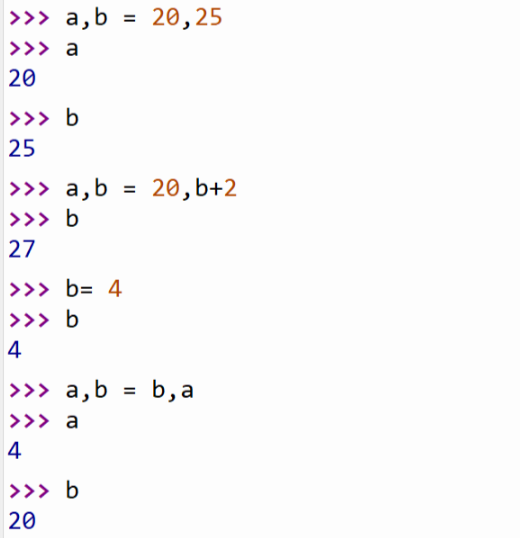 >>> a,b = 20,25
>>> a
20
>>> b
25
>>> a,b = 20,b+2
>>> b
27
>>> b= 4
>>> b
4
>>> a,b = b,a
>>> a
4
>>> b
20